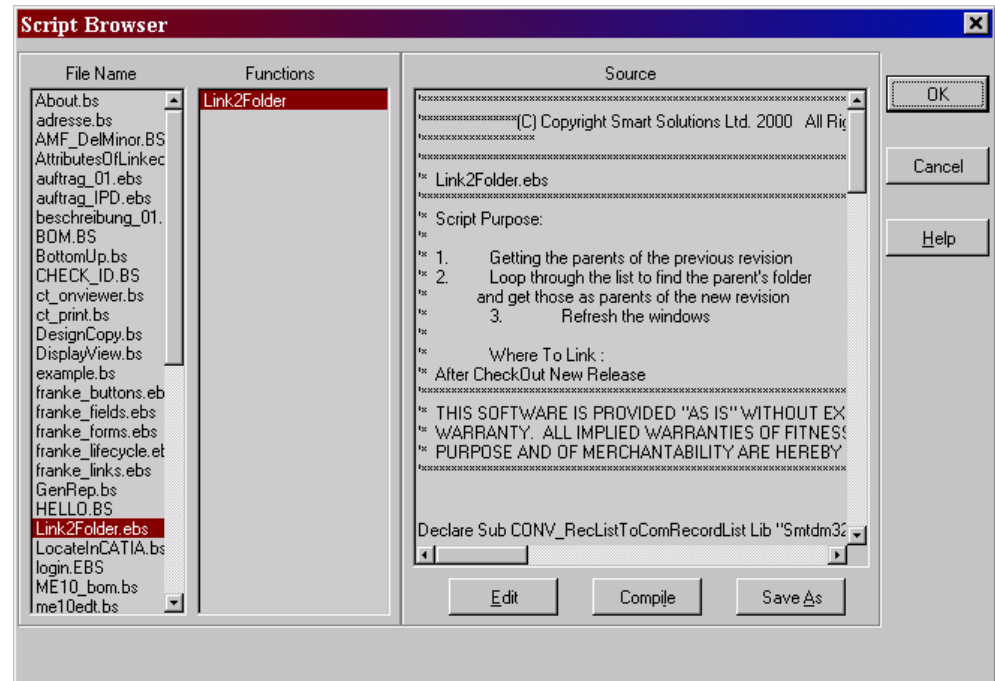 Script Browser
File Name
Functions
Source
About.bs
adresse.bs
AMF_DelMinor.BS
AttributesOfLinkec
auftrag_01.ebs
auftrag_IPD.ebs
beschreibung_01.
BOM.BS
BottomUp.bs
CHECK_ID.BS
ct_onviewer.bs
ct_print.bs
DesignCopy.bs
DisplayView.bs
example.bs
franke_buttons.eb
franke_fields.ebs
franke_forms.ebs
franke_lifecycle.et
franke_links.ebs
GenRep.bs
HELLO.BS
Link2Folder.ebs
LocateInCATIA.bs
login.EBS
ME10_bom.bs
me10edt.bs
Link2Folder
(C) Copyright Smart Solutions Ltd. 2000 All Rig
'* Link2Folder.ebs
'* Script Purpose:
'*
'* 1. Getting the parents of the previous revision
'* 2. Loop through the list to find the parent's folder
'* and get those as parents of the new revision
'* 3. Refresh the windows
'*
'* Where To Link :
'* After CheckOut New Release
'* THIS SOFTWARE IS PROVIDED "AS IS" WITHOUT EX
'* WARRANTY. ALL IMPLIED WARRANTIES OF FITNESS
'* PURPOSE AND OF MERCHANTABILITY ARE HEREBY
Declare Sub CONV_RecListToComRecordList Lib "Smtdm32
Edit
Compile
Save As
OK
Cancel
Help